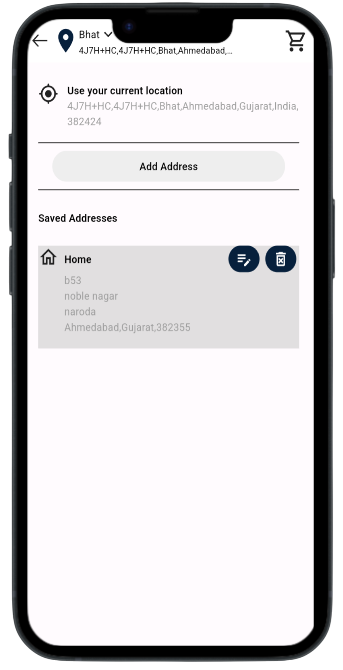 Bhat
4J7H+HC,4J7H+HC,Bhat,Ahmedabad,...
Use your current location
4J7H+HC,4J7H+HC,Bhat,Ahmedabad,Gujarat,India,
382424
Add Address
Saved Addresses
Home
b53
noble nagar
naroda
Ahmedabad,Gujarat,382355